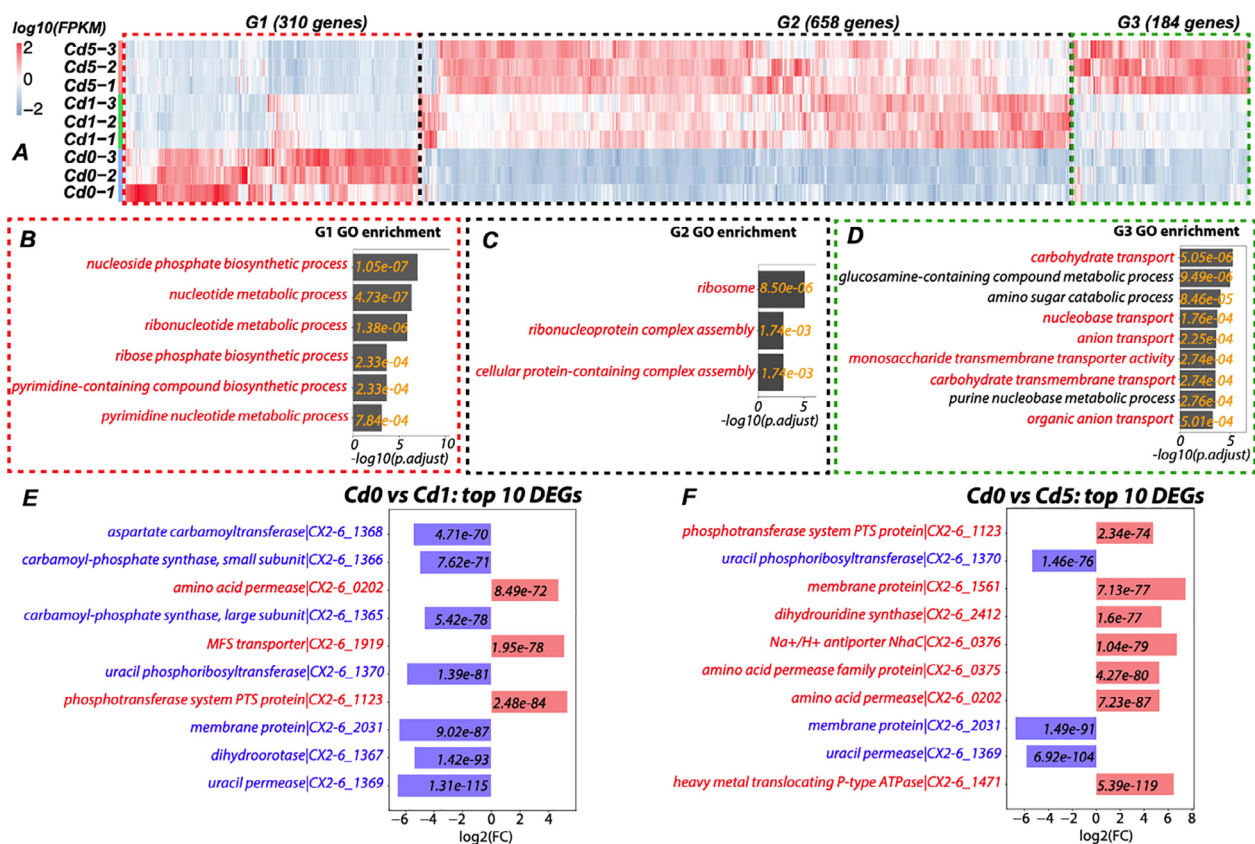 log10(FPKM)
G1 (310 genes)
G2 (658 genes)
G3 (184 genes)
2
0
−2
Cd5−3
Cd5−2
Cd5−1
Cd1−3
Cd1−2
Cd1−1
Cd0−3
Cd0−2
Cd0−1
A
B
G1 GO enrichment
nucleoside phosphate biosynthetic process 1.05e-07
nucleotide metabolic process 4.73e-07
ribonucleotide metabolic process 1.38e-06
ribose phosphate biosynthetic process 2.33e-04
pyrimidine-containing compound biosynthetic process 2.33e-04
pyrimidine nucleotide metabolic process 7.84e-04
0 5 10
-log10(p.adjust)
C
G2 GO enrichment
ribosome 8.50e-06
ribonucleoprotein complex assembly 1.74e-03
cellular protein-containing complex assembly 1.74e-03
0 5
-log10(p.adjust)
D
G3 GO enrichment
carbohydrate transport 5.05e-06
glucosamine-containing compound metabolic process 9.49e-06
amino sugar catabolic process 8.46e-05
nucleobase transport 1.76e-04
anion transport 2.25e-04
monosaccharide transmembrane transporter activity 2.74e-04
carbohydrate transmembrane transport 2.74e-04
purine nucleobase metabolic process 2.76e-04
organic anion transport 5.01e-04
0 5
-log10(p.adjust)
E
Cd0 vs Cd1: top 10 DEGs
aspartate carbamoyltransferase|CX2-6_1368 4.71e-70
carbamoyl-phosphate synthase, small subunit|CX2-6_1366 7.62e-71
amino acid permease|CX2-6_0202 8.49e-72
carbamoyl-phosphate synthase, large subunit|CX2-6_1365 5.42e-78
MFS transporter|CX2-6_1919 1.95e-78
uracil phosphoribosyltransferase|CX2-6_1370 1.39e-81
phosphotransferase system PTS protein|CX2-6_1123 2.48e-84
membrane protein|CX2-6_2031 9.02e-87
dihydroorotase|CX2-6_1367 1.42e-93
uracil permease|CX2-6_1369 1.31e-115
−6 −4 −2 0 2 4
log2(FC)
F
Cd0 vs Cd5: top 10 DEGs
phosphotransferase system PTS protein|CX2-6_1123 2.34e-74
uracil phosphoribosyltransferase|CX2-6_1370 1.46e-76
membrane protein|CX2-6_1561 7.13e-77
dihydrouridine synthase|CX2-6_2412 1.6e-77
Na+/H+ antiporter NhaC|CX2-6_0376 1.04e-79
amino acid permease family protein|CX2-6_0375 4.27e-80
amino acid permease|CX2-6_0202 7.23e-87
membrane protein|CX2-6_2031 1.49e-91
uracil permease|CX2-6_1369 6.92e-104
heavy metal translocating P-type ATPase|CX2-6_1471 5.39e-119
−6 −4 −2 0 2 4 6 8
log2(FC)